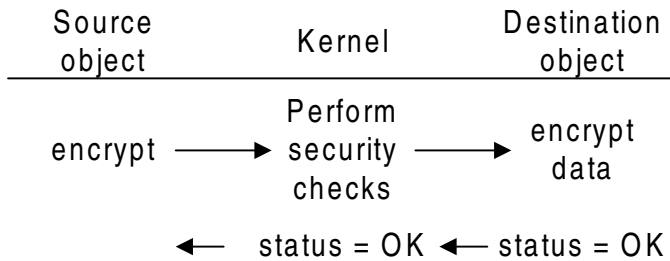 Source object
Kernel
Destination object
encrypt
Perform security checks
encrypt data
status = OK
status = OK